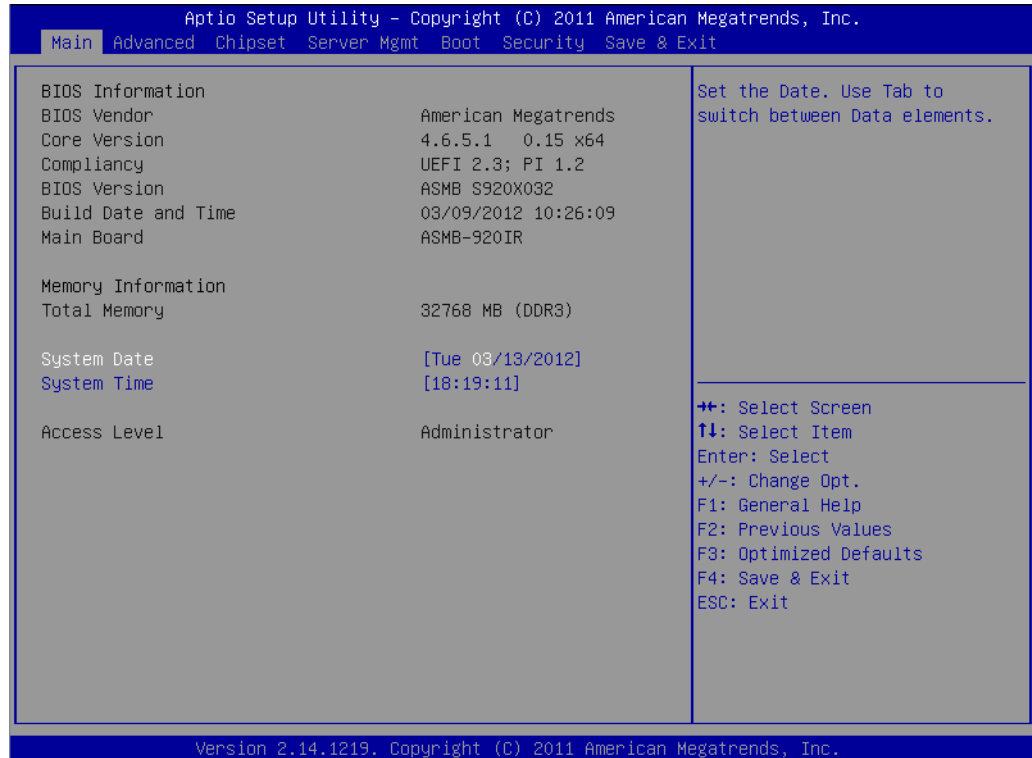 Aptio Setup Utility – Copyright (C) 2011 American Megatrends, Inc.
Main Advanced Chipset Server Mgmt Boot Security Save & Exit
BIOS Information
BIOS Vendor American Megatrends
Core Version 4.6.5.1 0.15 x64
Compliancy UEFI 2.3; PI 1.2
BIOS Version ASMB S920X032
Build Date and Time 03/09/2012 10:26:09
Main Board ASMB-920IR
Memory Information
Total Memory 32768 MB (DDR3)
System Date [Tue 03/13/2012]
System Time [18:19:11]
Access Level Administrator
Set the Date. Use Tab to
switch between Data elements.
→←: Select Screen
↑↓: Select Item
Enter: Select
+/-: Change Opt.
F1: General Help
F2: Previous Values
F3: Optimized Defaults
F4: Save & Exit
ESC: Exit
Version 2.14.1219. Copyright (C) 2011 American Megatrends, Inc.